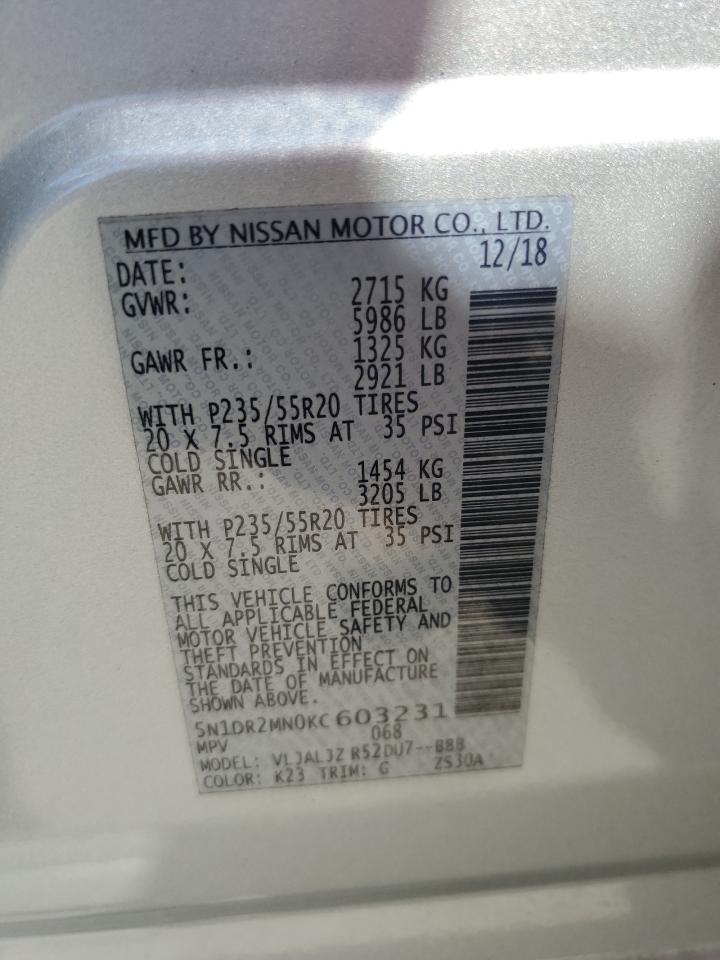 MFD BY NISSAN MOTOR CO., LTD.
DATE: 12/18
GVWR: 2715 KG
5986 LB
GAWR FR.: 1325 KG
2921 LB
WITH P235/55R20 TIRES
20 X 7.5 RIMS AT 35 PSI
COLD SINGLE
GAWR RR.: 1454 KG
3205 LB
WITH P235/55R20 TIRES
20 X 7.5 RIMS AT 35 PSI
COLD SINGLE
THIS VEHICLE CONFORMS TO
ALL APPLICABLE FEDERAL
MOTOR VEHICLE SAFETY AND
THEFT PREVENTION
STANDARDS IN EFFECT ON
THE DATE OF MANUFACTURE
SHOWN ABOVE.
5N1DR2MN0KC 603231
MPV 068
MODEL: VLJALJZ R52DU7--BBB
COLOR: K23 TRIM: G ZS30A